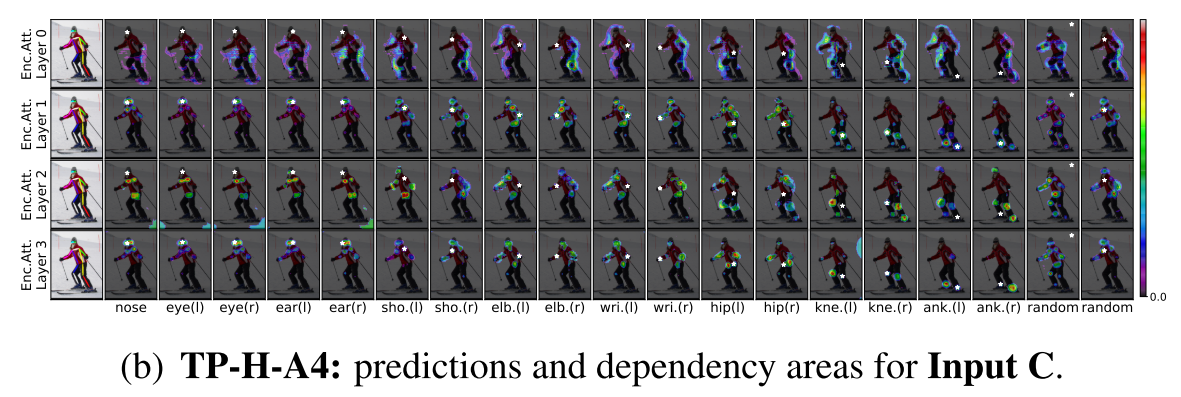 Enc.Att.
Layer 0
Enc.Att.
Layer 1
Enc.Att.
Layer 2
Enc.Att.
Layer 3
0.0
nose eye(l) eye(r) ear(l) ear(r) sho.(l) sho.(r) elb.(l) elb.(r) wri.(l) wri.(r) hip(l) hip(r) kne.(l) kne.(r) ank.(l) ank.(r) random random
(b) TP-H-A4: predictions and dependency areas for Input C.